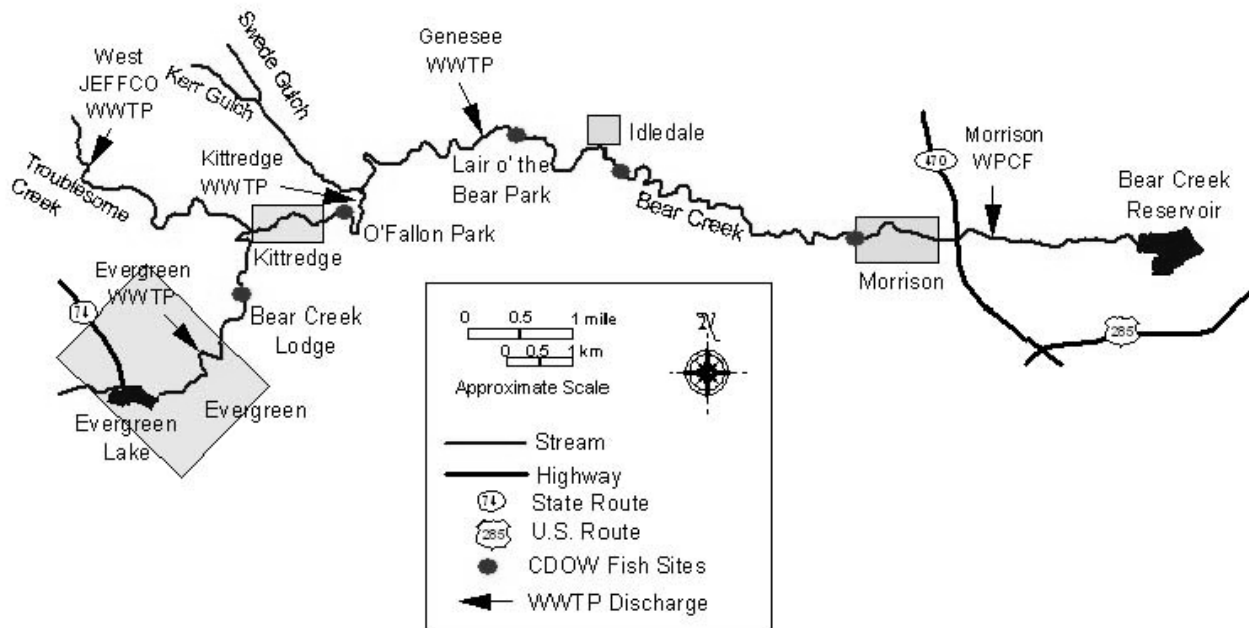 West
JEFFCO
WWTP
Swede Gulch
Kerr Gulch
Genesee
WWTP
Idledale
470
Morrison
WPCF
Bear Creek
Reservoir
Troublesome
Creek
Kittredge
WWTP
Lair o' the
Bear Park
Bear Creek
O'Fallon Park
Kittredge
Morrison
Evergreen
WWTP
74
Bear Creek
Lodge
285
Evergreen
Evergreen
Lake
0 0.5 1 mile
0 0.5 1 km
Approximate Scale
N
Stream
Highway
74 State Route
285 U.S. Route
CDOW Fish Sites
WWTP Discharge